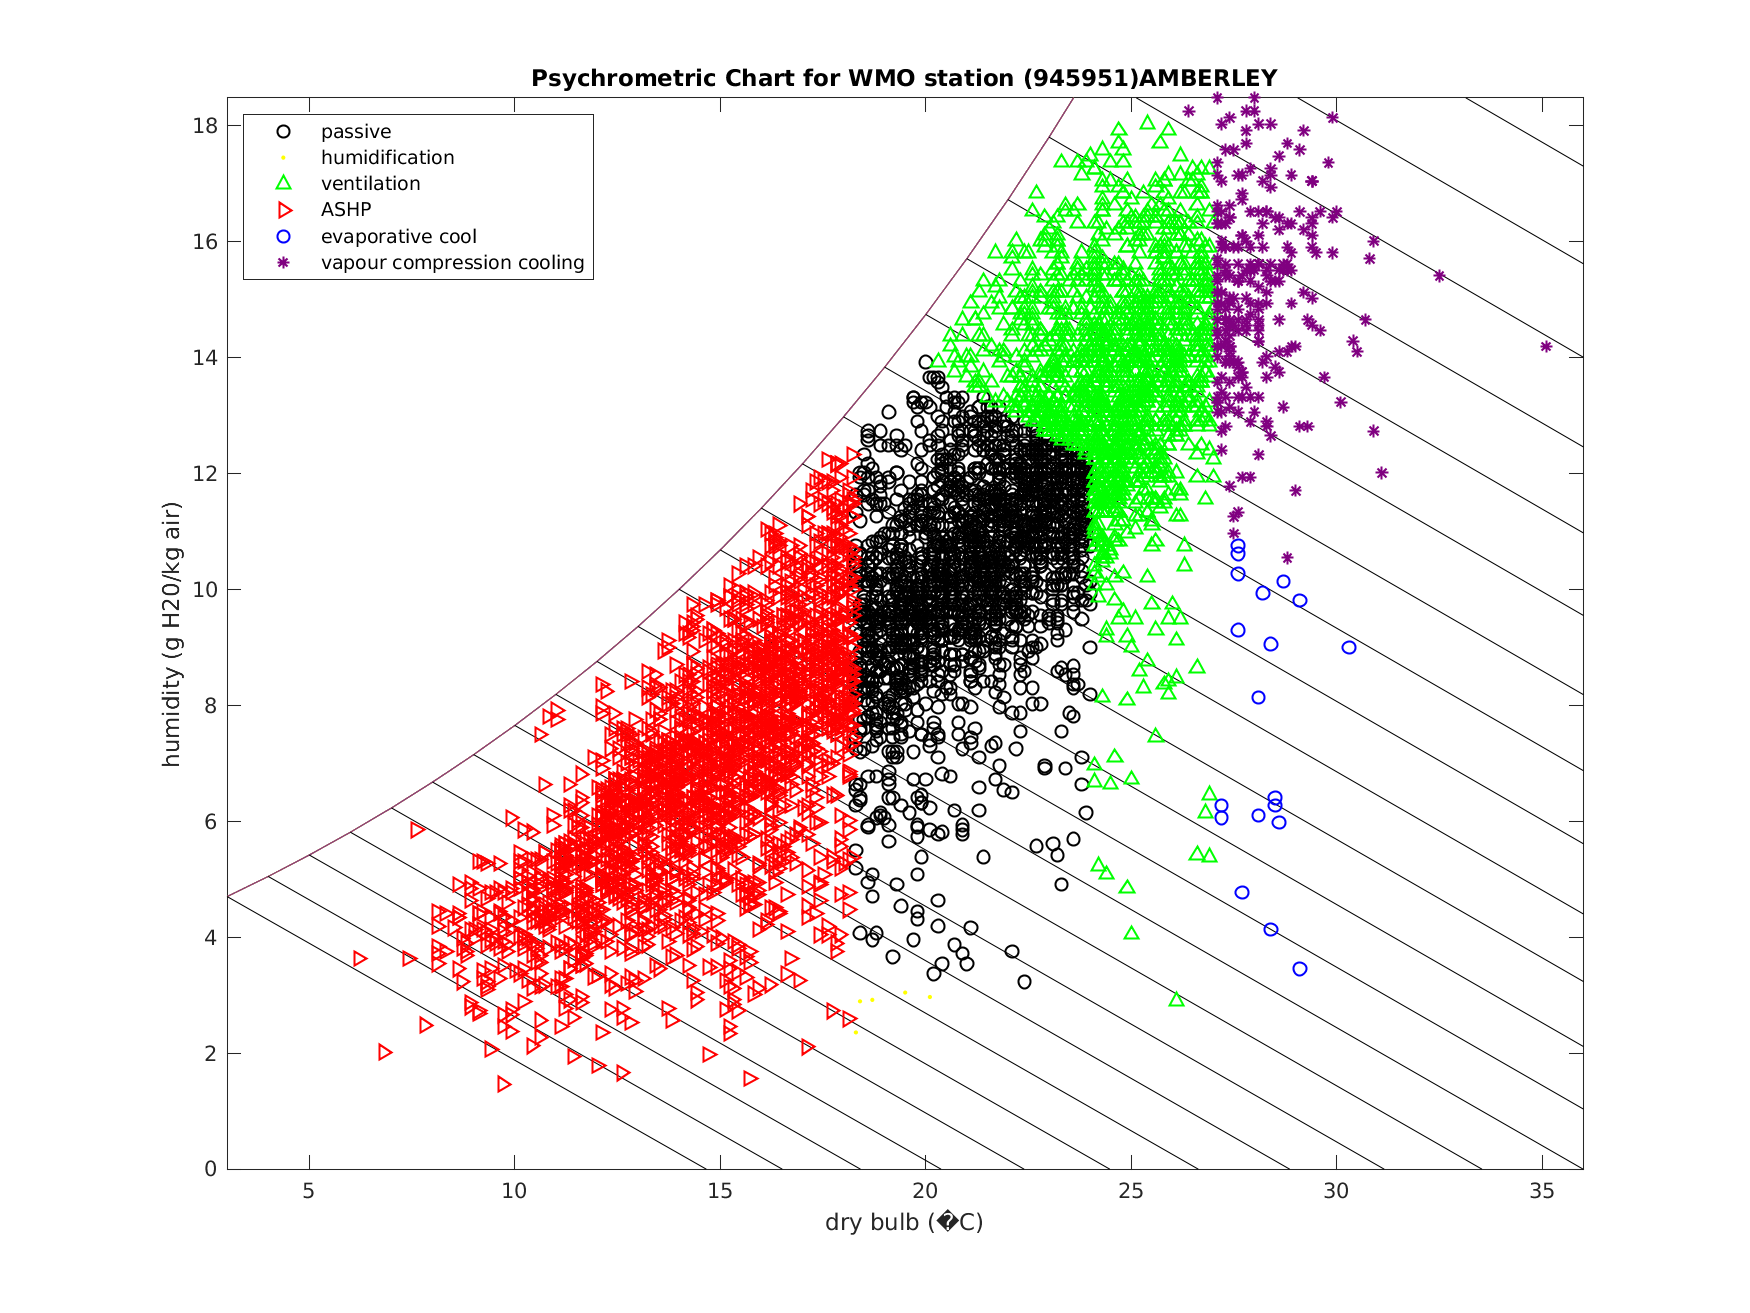 Psychrometric Chart for WMO station (945951)AMBERLEY
passive
humidification
ventilation
ASHP
evaporative cool
vapour compression cooling
humidity (g H20/kg air)
18
16
14
12
10
8
6
4
2
0
5 10 15 20 25 30 35
dry bulb (�C)